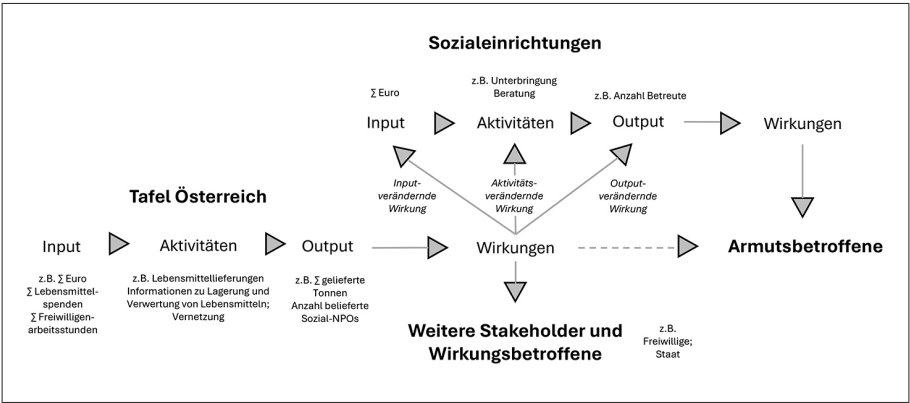 Sozialeinrichtungen
∑ Euro
z.B. Unterbringung
Beratung
z.B. Anzahl Betreute
Input
Aktivitäten
Output
Wirkungen
Input-
verändernde
Wirkung
Aktivitäts-
verändernde
Wirkung
Output-
verändernde
Wirkung
Tafel Österreich
Input
Aktivitäten
Output
Wirkungen
Armutsbetroffene
z.B. ∑ Euro
∑ Lebensmittel-
spenden
∑ Freiwilligen-
arbeitsstunden
z.B. Lebensmittellieferungen
Informationen zu Lagerung und
Verwertung von Lebensmitteln;
Vernetzung
z.B. ∑ gelieferte
Tonnen
Anzahl belieferte
Sozial-NPOs
Weitere Stakeholder und
Wirkungsbetroffene
z.B.
Freiwillige;
Staat